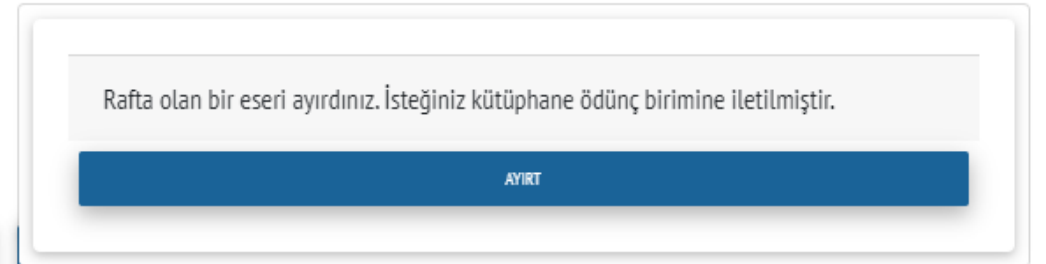 Rafta olan bir eseri ayırdınız. İsteğiniz kütüphane ödünç birimine iletilmiştir.
AYIRT